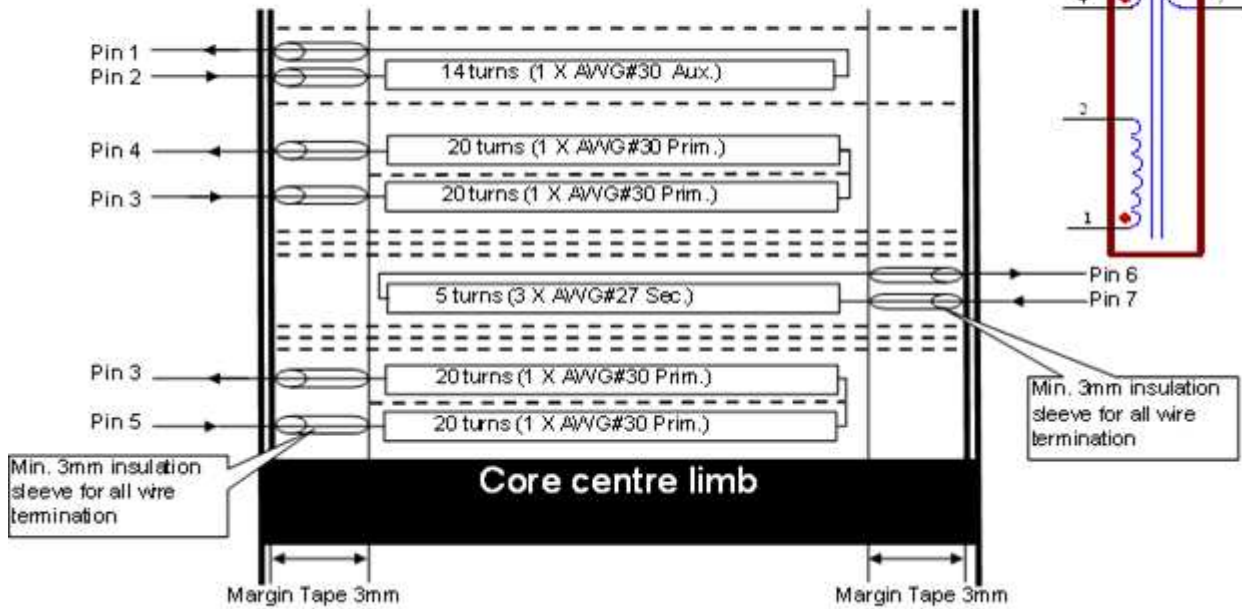 Pin 1
Pin 2
14 turns (1 X AWG#30 Aux.)
Pin 4
20 turns (1 X AWG#30 Prim.)
Pin 3
20 turns (1 X AWG#30 Prim.)
2
1
Pin 6
5 turns (3 X AWG#27 Sec.)
Pin 7
Pin 3
20 turns (1 X AWG#30 Prim.)
Pin 5
20 turns (1 X AWG#30 Prim.)
Min. 3mm insulation
sleeve for all wire
termination
Min. 3mm insulation
sleeve for all wire
termination
Core centre limb
Margin Tape 3mm
Margin Tape 3mm